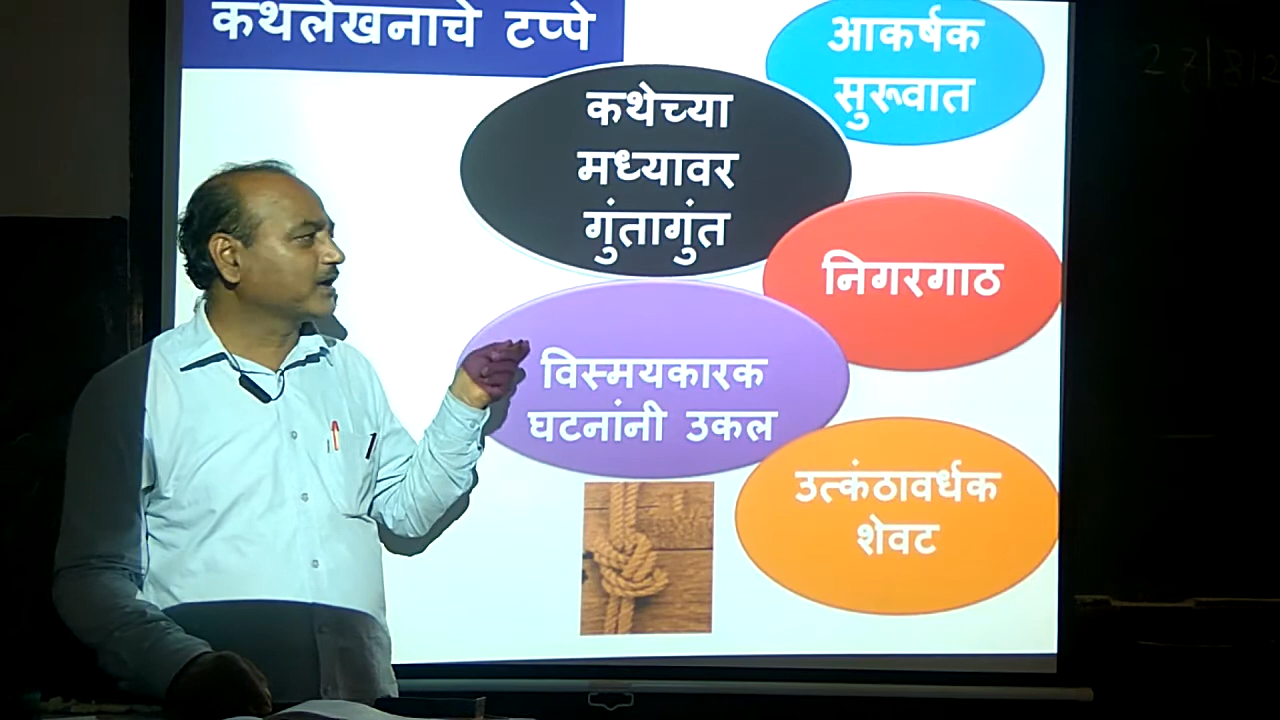 कथलेखनाचे टप्पे
आकर्षक
सुरूवात
कथेच्या
मध्यावर
गुंतागुंत
निगरगाठ
विस्मयकारक
घटनांनी उकल
उत्कंठावर्धक
शेवट